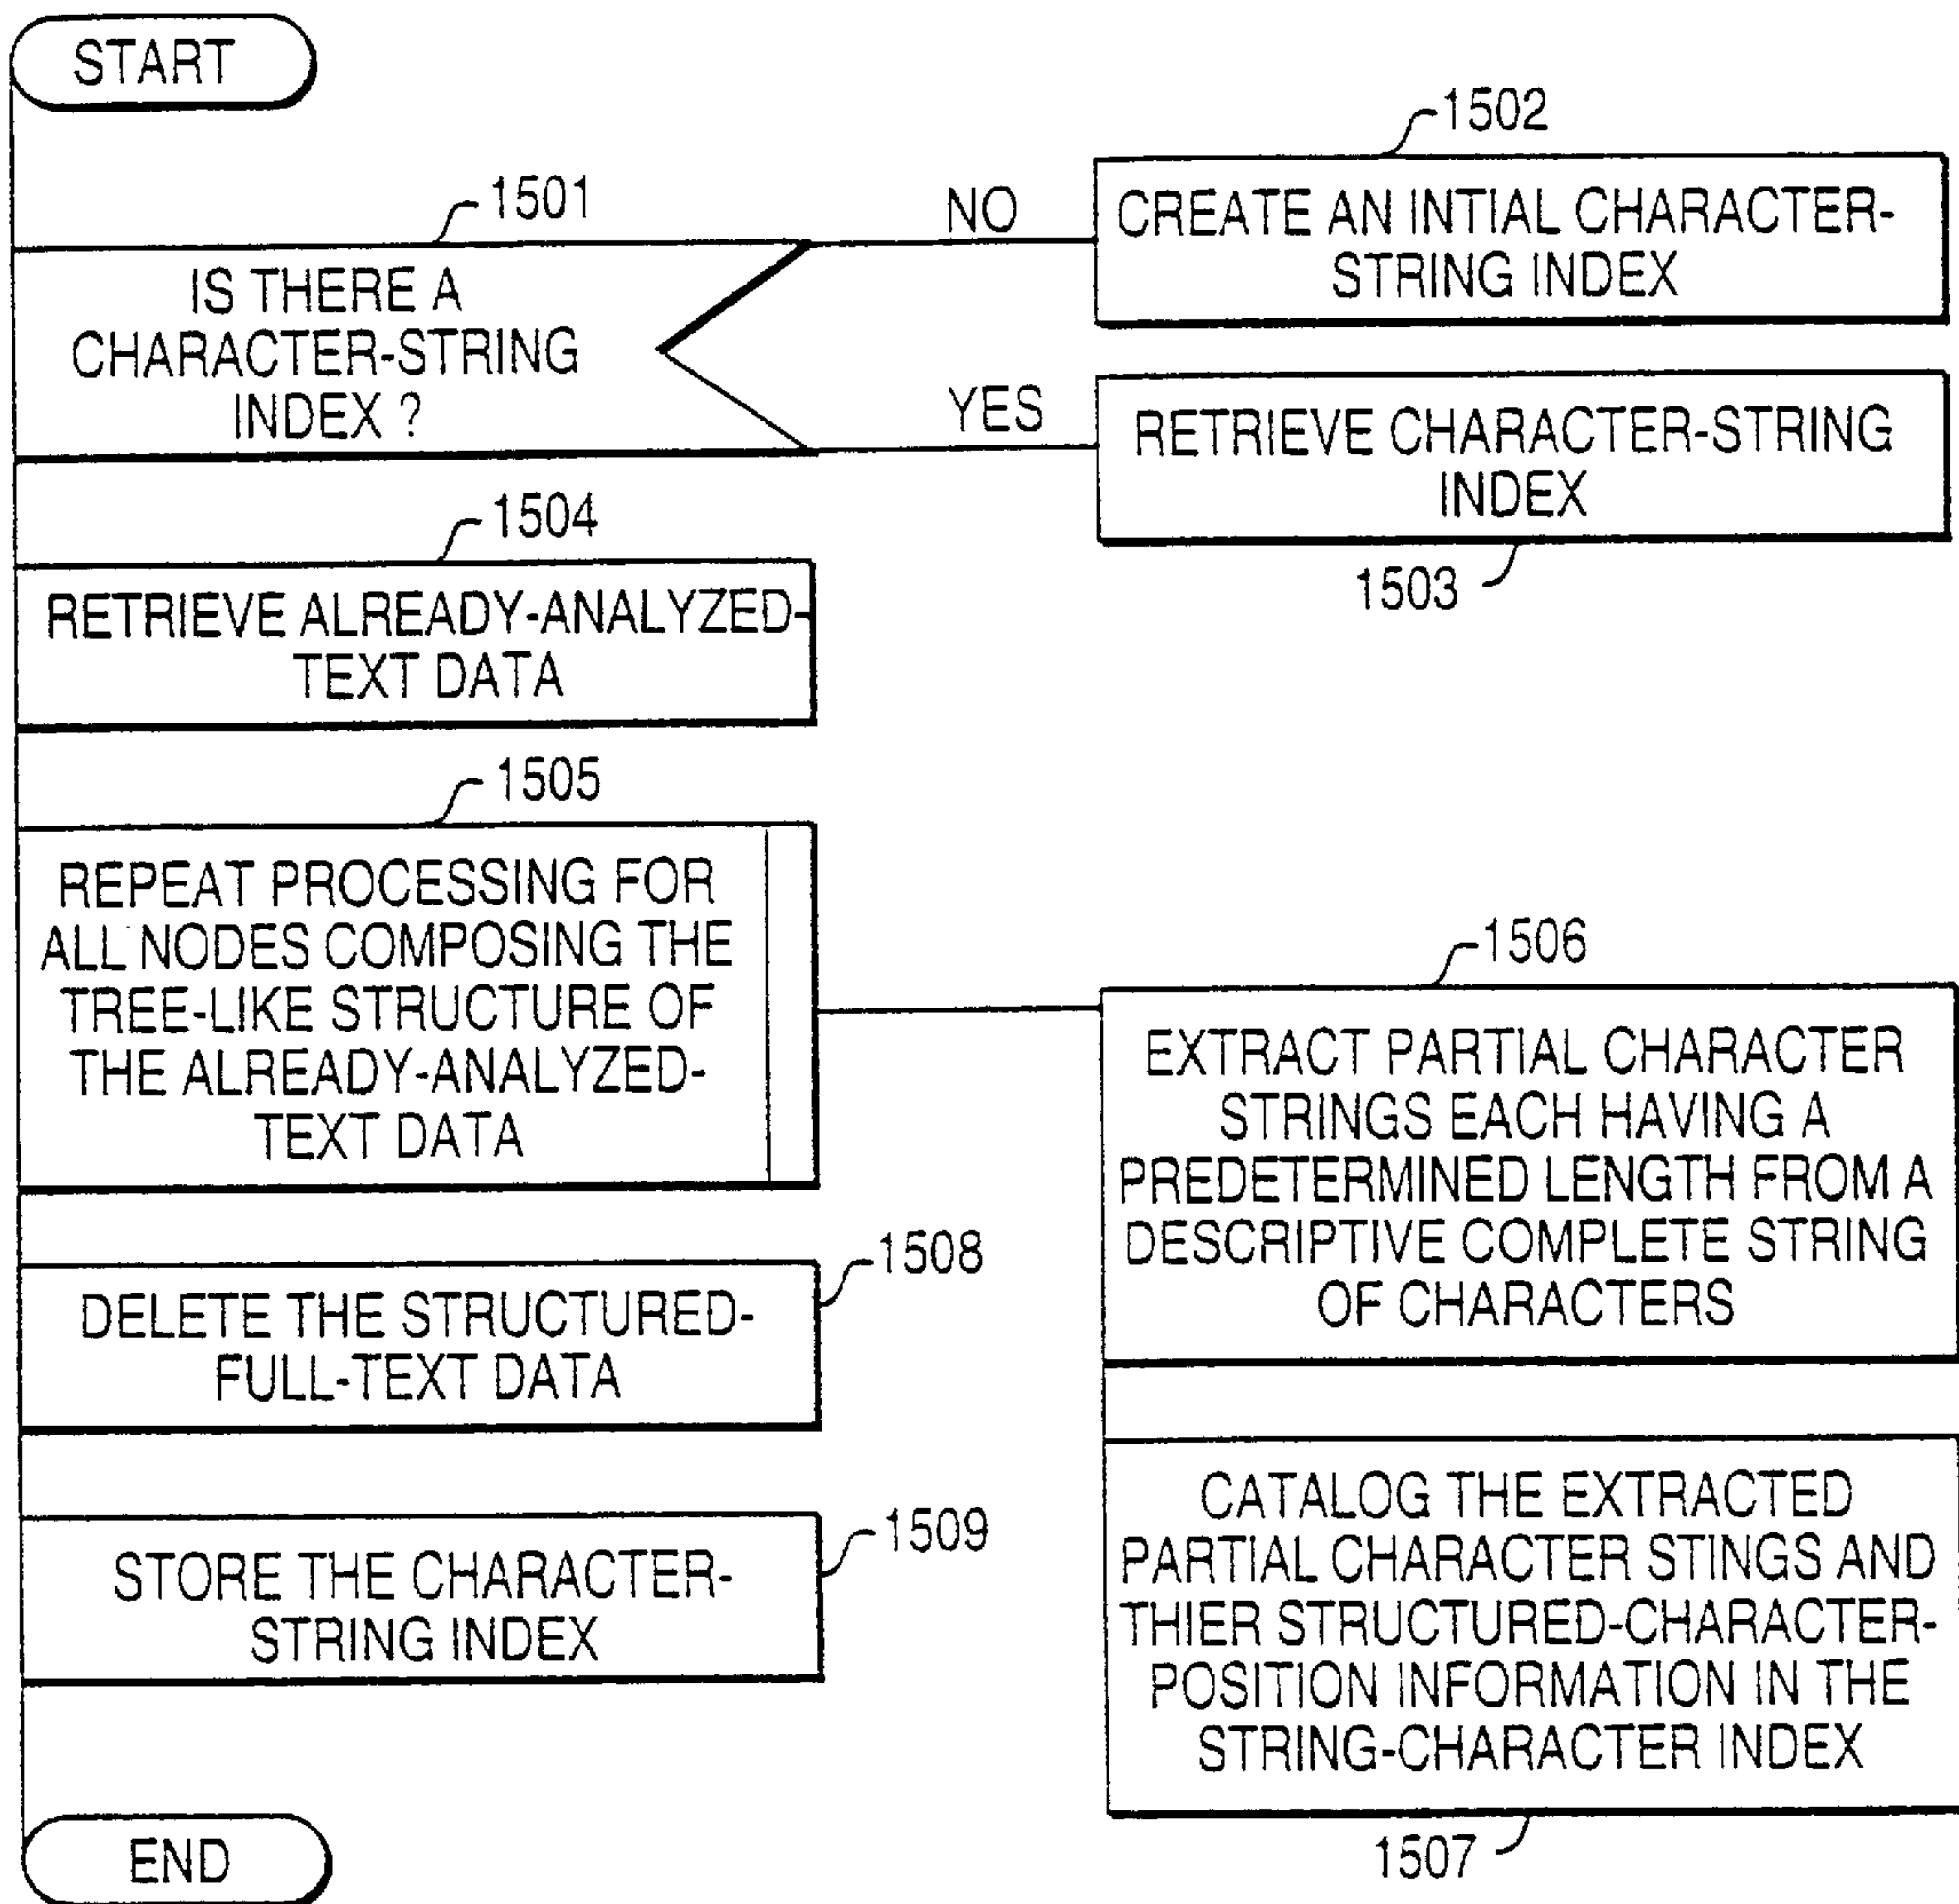 START
1501
IS THERE A
CHARACTER-STRING
INDEX ?
NO
1502
CREATE AN INTIAL CHARACTER-
STRING INDEX
YES
RETRIEVE CHARACTER-STRING
INDEX
1503
1504
RETRIEVE ALREADY-ANALYZED-
TEXT DATA
1505
REPEAT PROCESSING FOR
ALL NODES COMPOSING THE
TREE-LIKE STRUCTURE OF
THE ALREADY-ANALYZED-
TEXT DATA
1506
EXTRACT PARTIAL CHARACTER
STRINGS EACH HAVING A
PREDETERMINED LENGTH FROM A
DESCRIPTIVE COMPLETE STRING
OF CHARACTERS
CATALOG THE EXTRACTED
PARTIAL CHARACTER STINGS AND
THIER STRUCTURED-CHARACTER-
POSITION INFORMATION IN THE
STRING-CHARACTER INDEX
1507
1508
DELETE THE STRUCTURED-
FULL-TEXT DATA
1509
STORE THE CHARACTER-
STRING INDEX
END